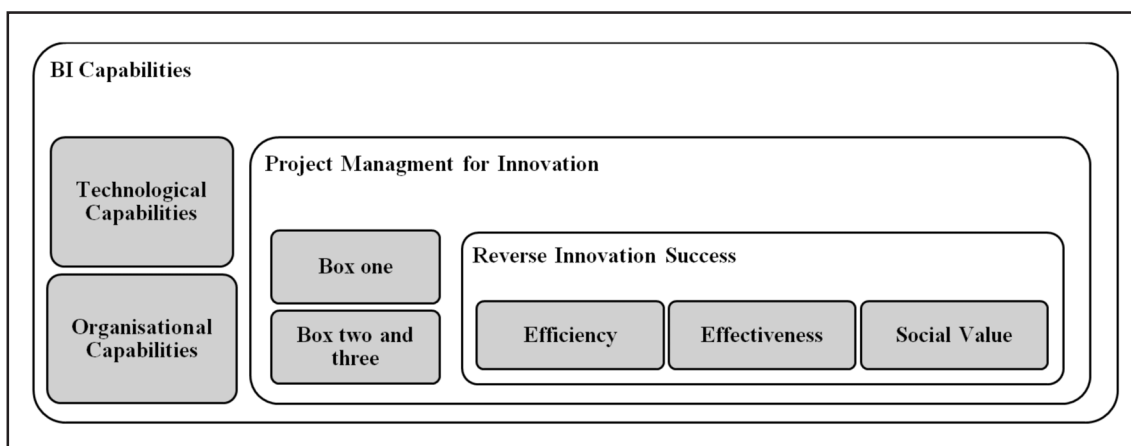 BI Capabilities
Technological
Capabilities
Organisational
Capabilities
Project Managment for Innovation
Box one
Box two and
three
Reverse Innovation Success
Efficiency
Effectiveness
Social Value